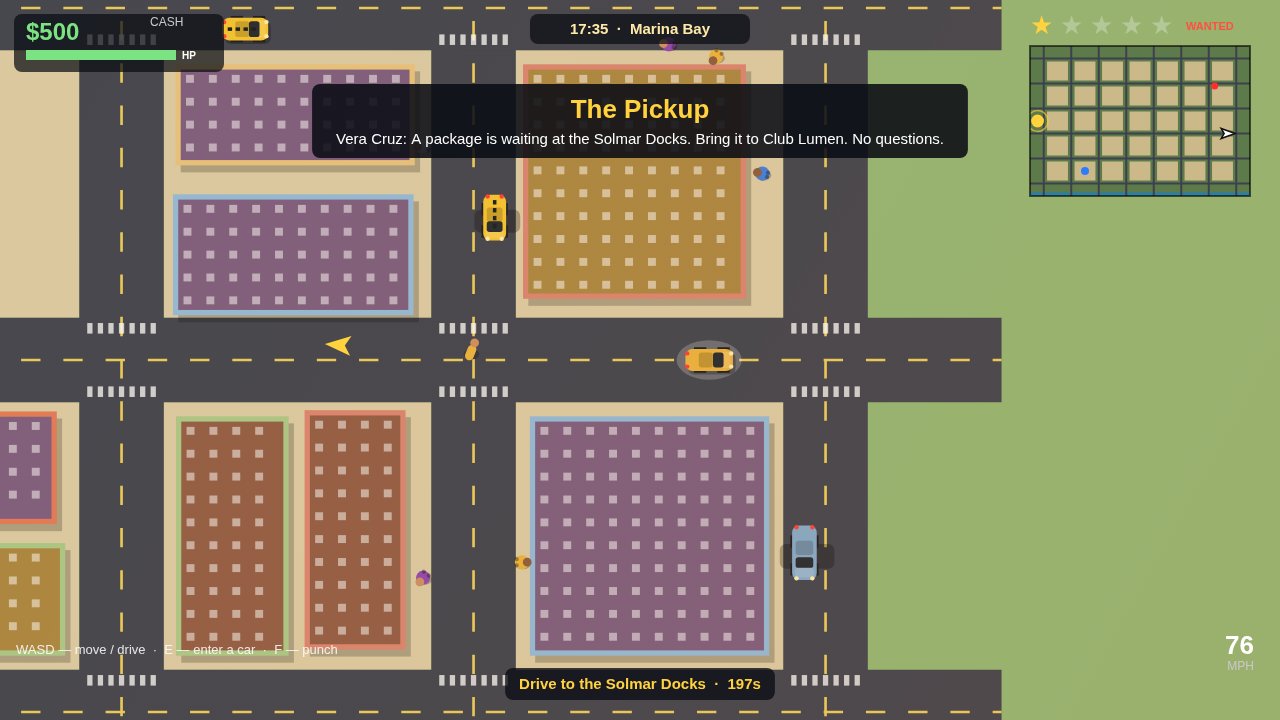 CASH
$500
HP
17:35 · Marina Bay
WANTED
The Pickup
Vera Cruz: A package is waiting at the Solmar Docks. Bring it to Club Lumen. No questions.
WASD — move / drive · E — enter a car · F — punch
Drive to the Solmar Docks · 197s
76
MPH